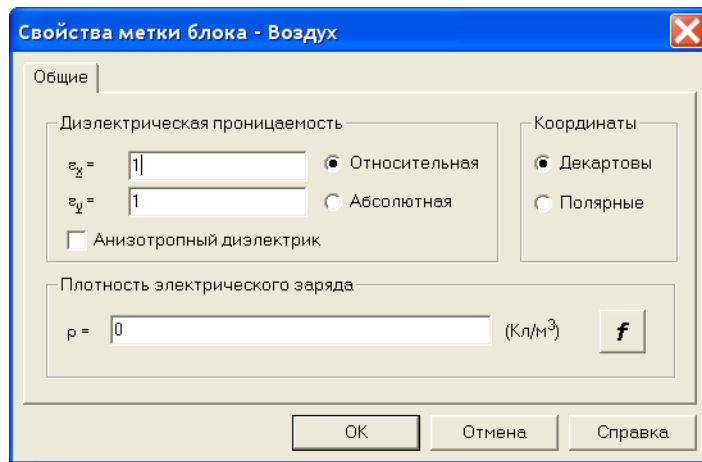 Свойства метки блока - Воздух
Общие
Диэлектрическая проницаемость
εx = 1
Относительная
εy = 1
Абсолютная
Анизотропный диэлектрик
Координаты
Декартовы
Полярные
Плотность электрического заряда
ρ = 0 (Кл/м³) f
OK Отмена Справка